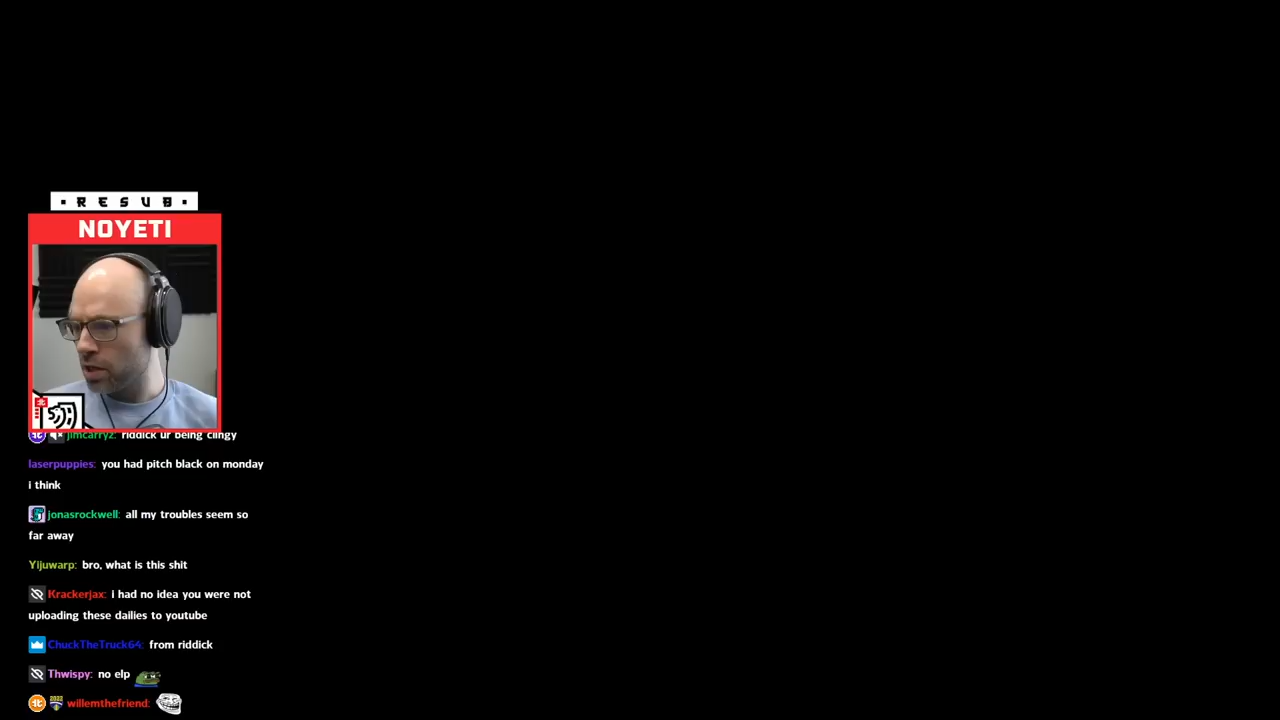 • R E S U B •
NOYETI
jimcarry2: riddick ur being clingy
laserpuppies: you had pitch black on monday
i think
jonasrockwell: all my troubles seem so
far away
Yijuwarp: bro, what is this shit
Krackerjax: i had no idea you were not
uploading these dailies to youtube
ChuckTheTruck64: from riddick
Thwispy: no elp
willemthefriend: